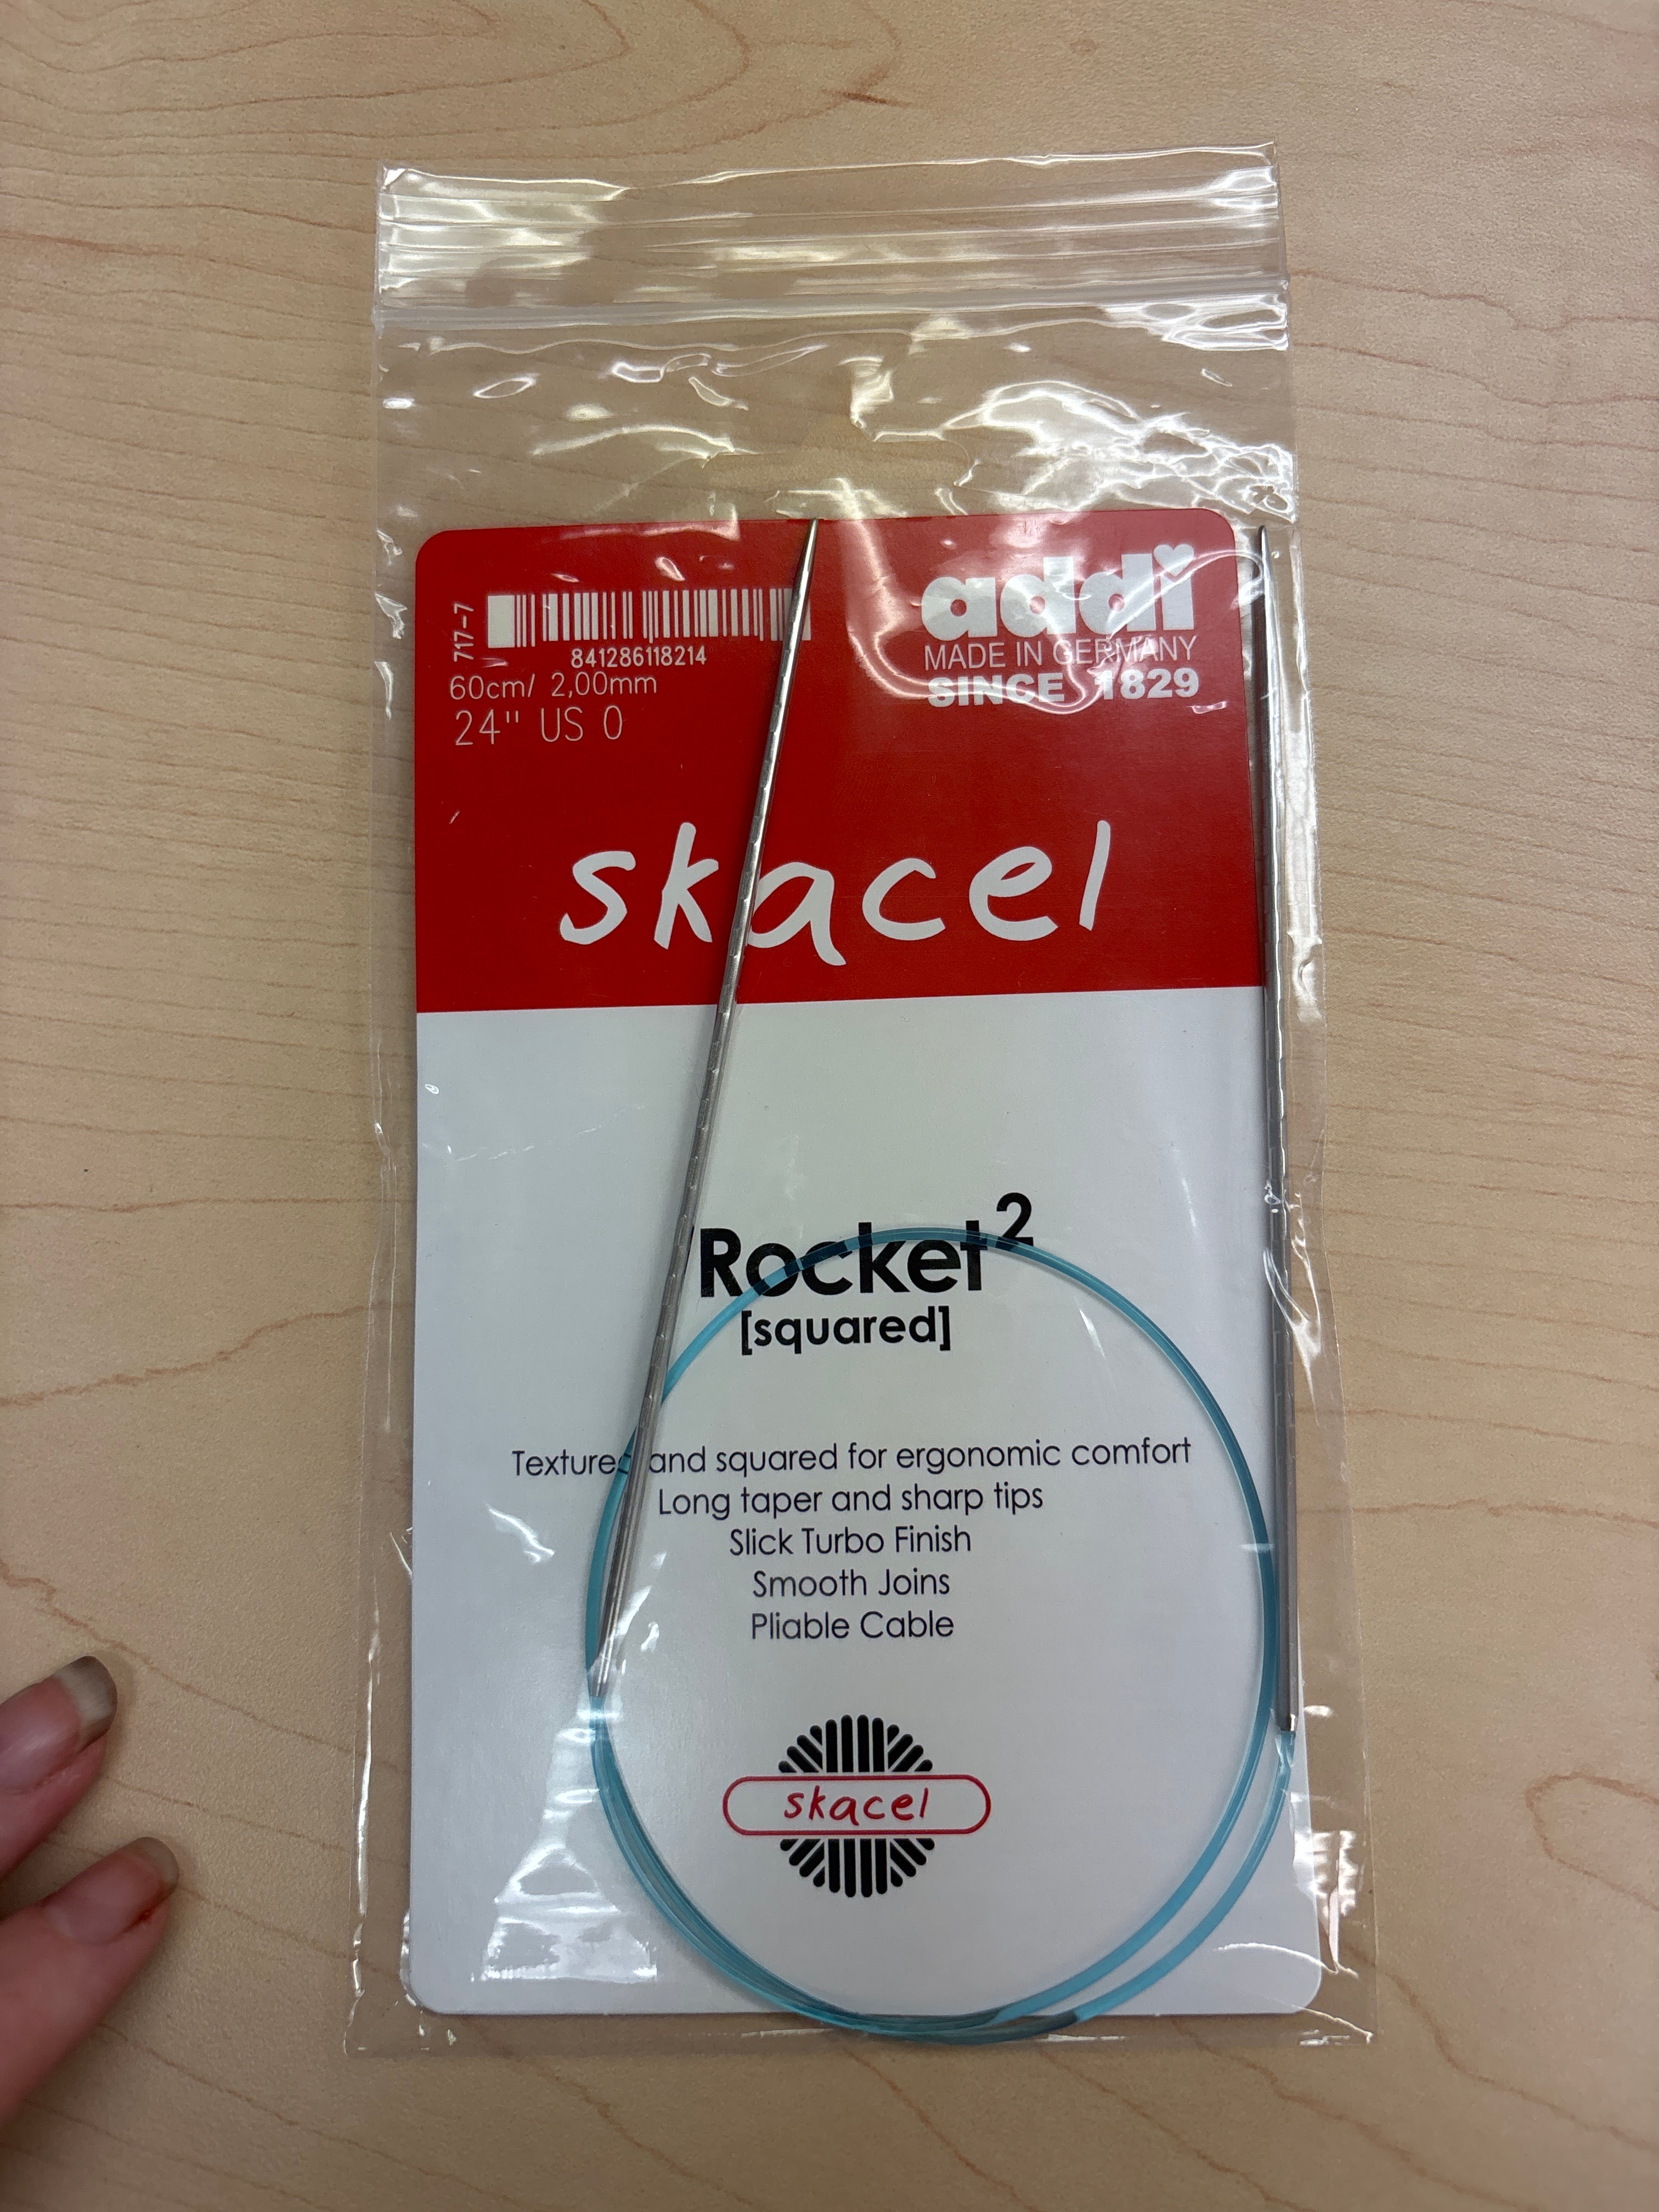 717-7
841286118214
60cm/ 2,00mm
24" US 0
addi
MADE IN GERMANY
SINCE 1829
skacel
Rocket²
[squared]
Textured and squared for ergonomic comfort
Long taper and sharp tips
Slick Turbo Finish
Smooth Joins
Pliable Cable
skacel